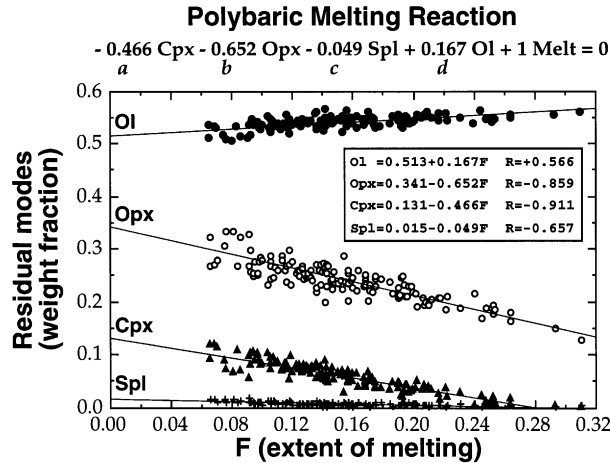 Polybaric Melting Reaction
- 0.466 Cpx - 0.652 Opx - 0.049 Spl + 0.167 Ol + 1 Melt = 0
a b c d
0.6
0.5
0.4
0.3
0.2
0.1
0.0
Residual modes
(weight fraction)
Ol
Ol =0.513+0.167F R=+0.566
Opx=0.341-0.652F R=-0.859
Cpx=0.131-0.466F R=-0.911
Spl=0.015-0.049F R=-0.657
Opx
Cpx
Spl
0.00 0.04 0.08 0.12 0.16 0.20 0.24 0.28 0.32
F (extent of melting)